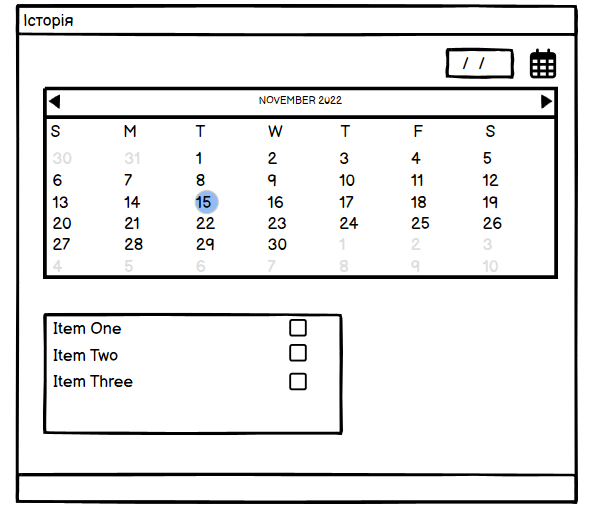 Історія
/ /
NOVEMBER 2022
S M T W T F S
30 31 1 2 3 4 5
6 7 8 9 10 11 12
13 14 15 16 17 18 19
20 21 22 23 24 25 26
27 28 29 30 1 2 3
4 5 6 7 8 9 10
Item One
Item Two
Item Three